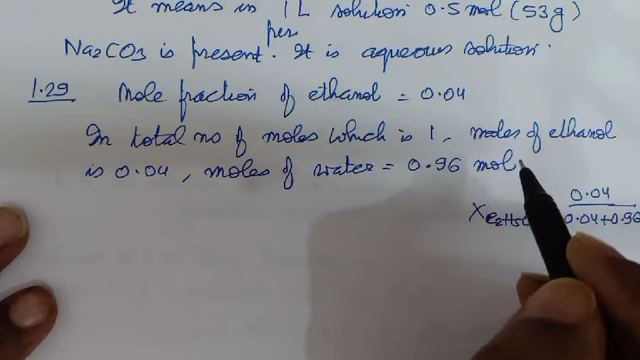 It means in 1L solution 0.5 mol (53g)
per
Na2CO3 is present. It is aqueous solution.
1.29 Mole fraction of ethanol = 0.04
In total no of moles which is 1, moles of ethanol
is 0.04, moles of water = 0.96 mol
0.04
XC2H5 0.04+0.96